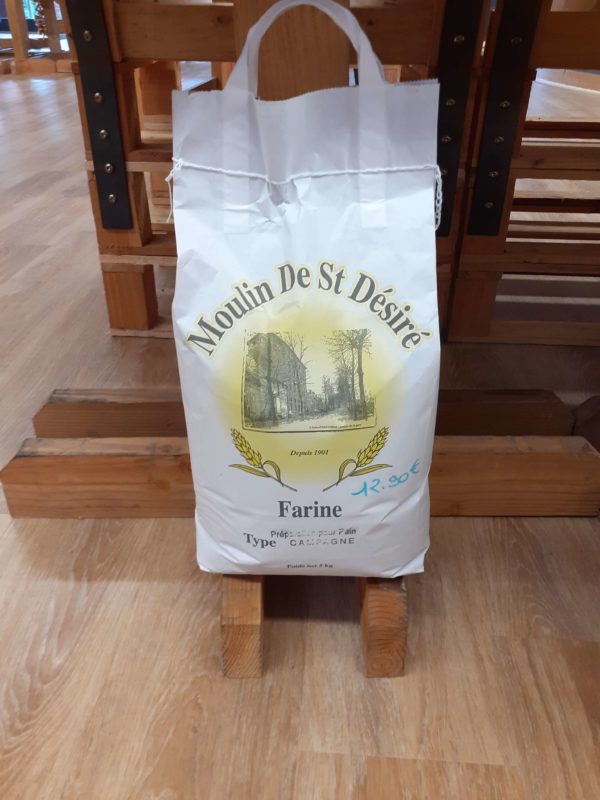 Moulin De St Désiré
Depuis 1901
12.90€
Farine
Préparation pour Pain
Type CAMPAGNE
Poids net 5 kg